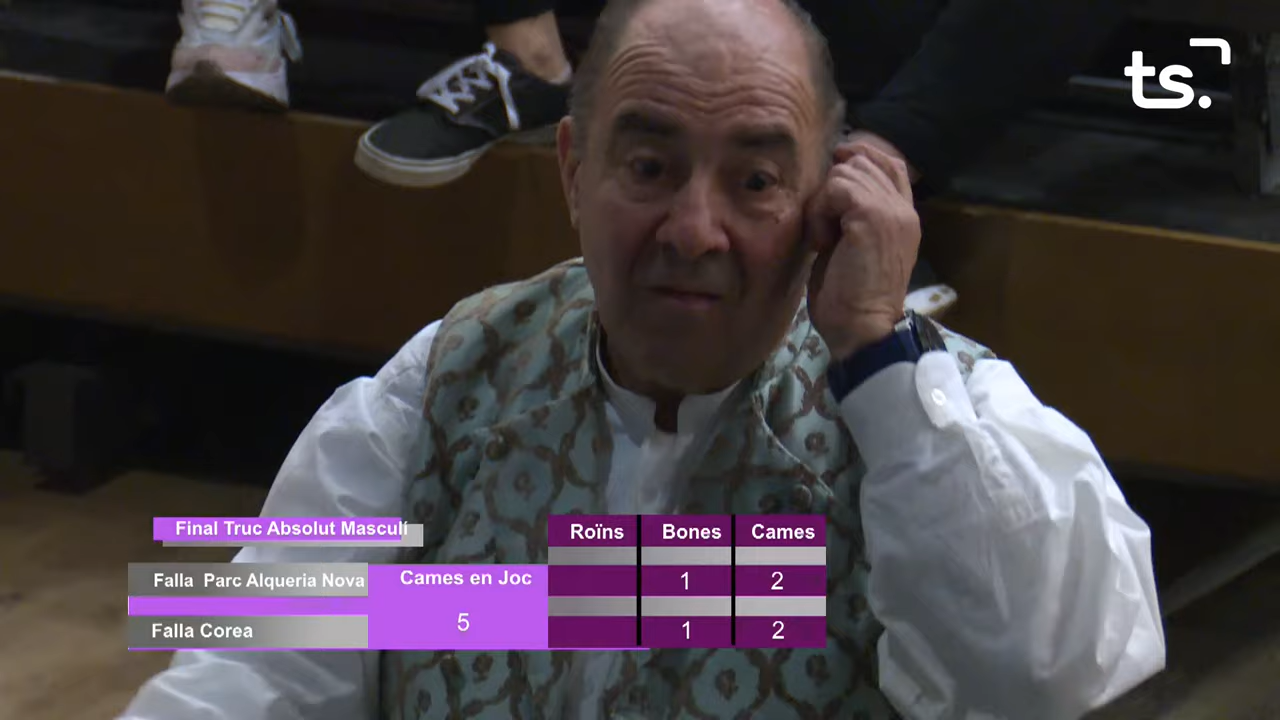 ts.
Final Truc Absolut Masculí
Roïns Bones Cames
Falla Parc Alqueria Nova Cames en Joc 1 2
5
Falla Corea 1 2